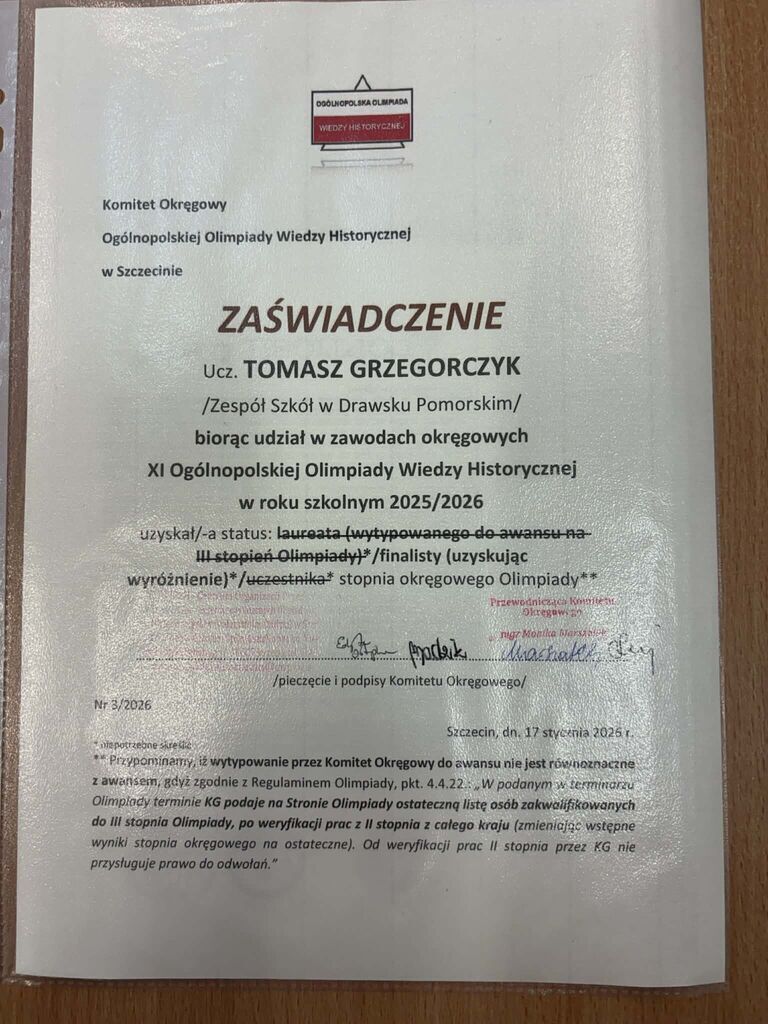 OGÓLNOPOLSKA OLIMPIADA
WIEDZY HISTORYCZNEJ
Komitet Okręgowy
Ogólnopolskiej Olimpiady Wiedzy Historycznej
w Szczecinie
ZAŚWIADCZENIE
Ucz. TOMASZ GRZEGORCZYK
/Zespół Szkół w Drawsku Pomorskim/
biorąc udział w zawodach okręgowych
XI Ogólnopolskiej Olimpiady Wiedzy Historycznej
w roku szkolnym 2025/2026
uzyskał/-a status: laureata (wytypowanego do awansu na
III stopień Olimpiady)*/finalisty (uzyskując
wyróżnienie)*/uczestnika* stopnia okręgowego Olimpiady**
Przewodnicząca Komitetu
Okręgowego
mgr Monika Marszałek
/pieczęcie i podpisy Komitetu Okręgowego/
Nr 3/2026
Szczecin, dn. 17 stycznia 2026 r.
* niepotrzebne skreślić
** Przypominamy, iż wytypowanie przez Komitet Okręgowy do awansu nie jest równoznaczne
z awansem, gdyż zgodnie z Regulaminem Olimpiady, pkt. 4.4.22.: „W podanym w terminarzu
Olimpiady terminie KG podaje na Stronie Olimpiady ostateczną listę osób zakwalifikowanych
do III stopnia Olimpiady, po weryfikacji prac z II stopnia z całego kraju (zmieniając wstępne
wyniki stopnia okręgowego na ostateczne). Od weryfikacji prac II stopnia przez KG nie
przysługuje prawo do odwołań.”